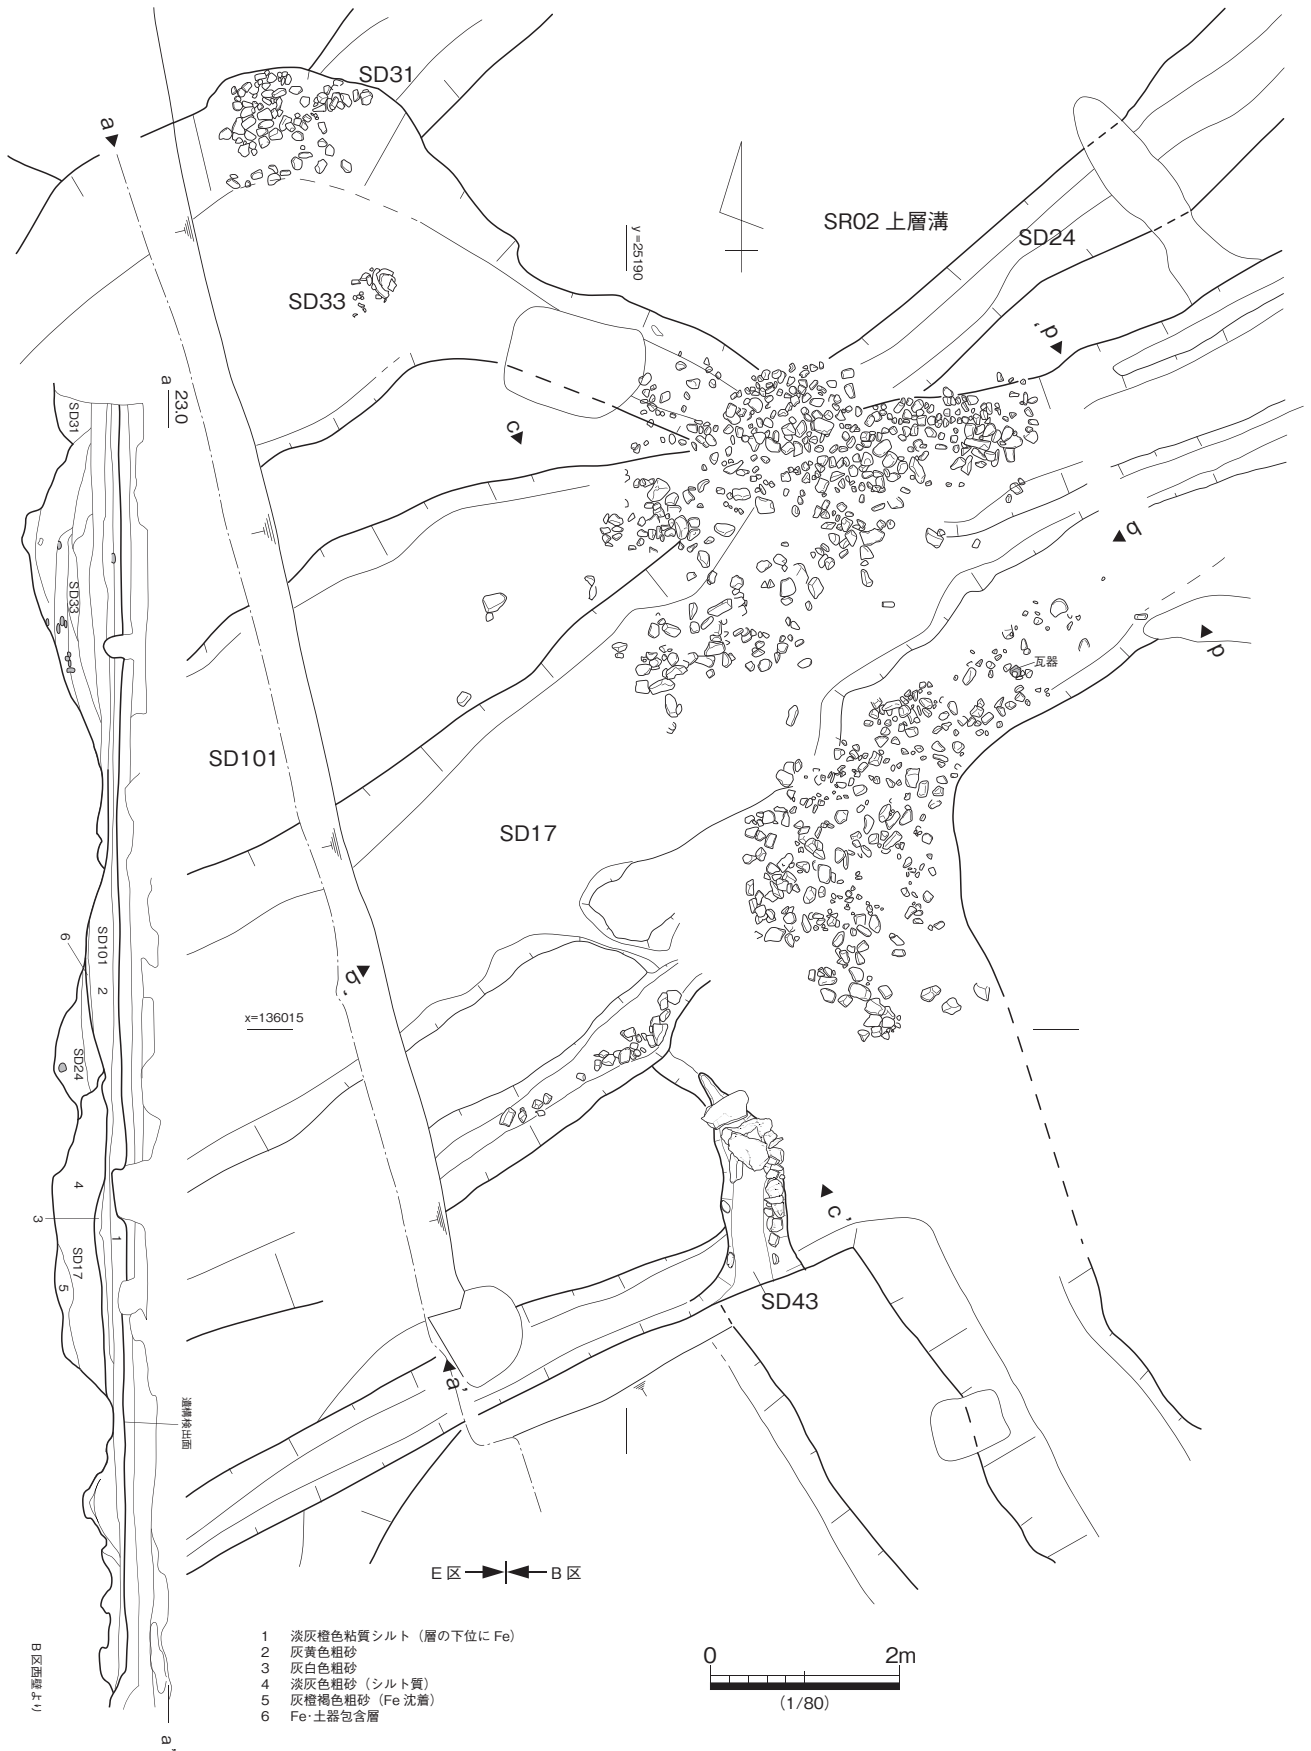 SD31
a
y=25190
SR02 上層溝
SD24
SD33
d'
a
23.0
c
SD31
b
瓦器
d
SD33
SD101
SD17
SD101
6
2
b'
x=136015
SD24
4
3
1
SD17
5
c'
SD43
a'
遺構検出面
E 区
B 区
1 淡灰橙色粘質シルト（層の下位に Fe）
2 灰黄色粗砂
3 灰白色粗砂
4 淡灰色粗砂（シルト質）
5 灰橙褐色粗砂（Fe 沈着）
6 Fe･土器包含層
0 2m
(1/80)
B区西壁より
a'